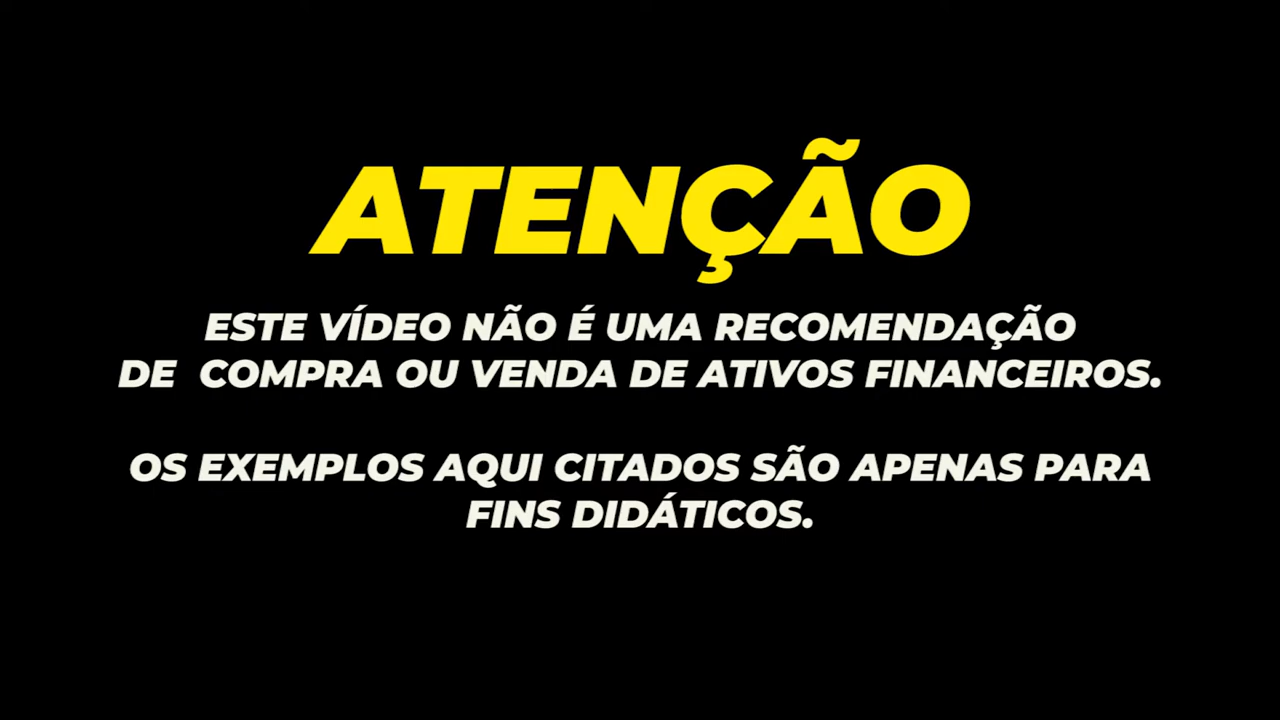 ATENÇÃO
ESTE VÍDEO NÃO É UMA RECOMENDAÇÃO
DE COMPRA OU VENDA DE ATIVOS FINANCEIROS.
OS EXEMPLOS AQUI CITADOS SÃO APENAS PARA
FINS DIDÁTICOS.